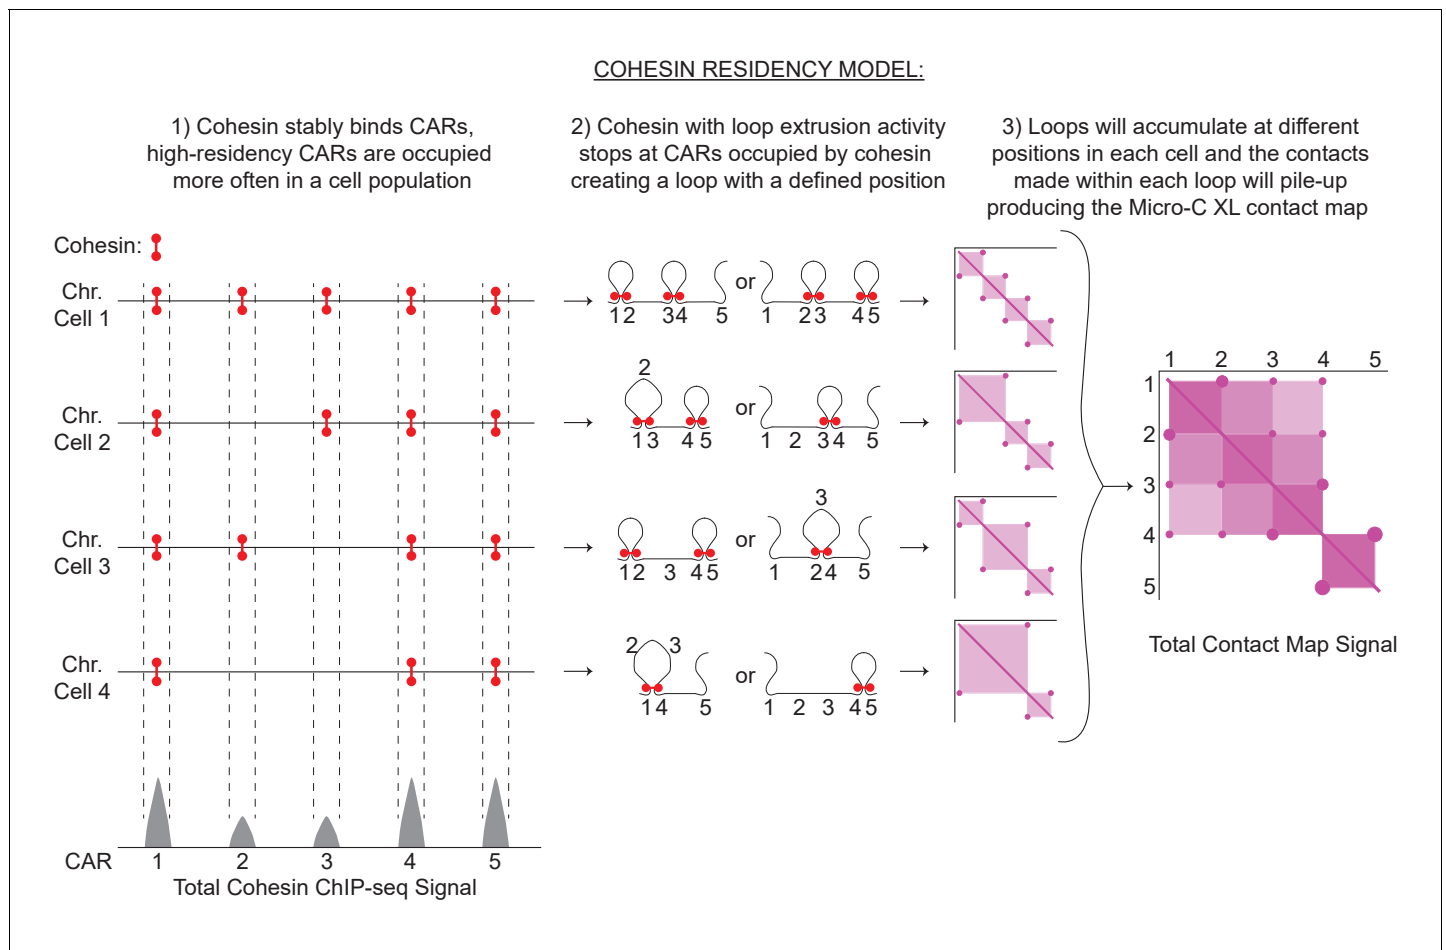 COHESIN RESIDENCY MODEL:
1) Cohesin stably binds CARs,
high-residency CARs are occupied
more often in a cell population
2) Cohesin with loop extrusion activity
stops at CARs occupied by cohesin
creating a loop with a defined position
3) Loops will accumulate at different
positions in each cell and the contacts
made within each loop will pile-up
producing the Micro-C XL contact map
Cohesin:
Chr.
Cell 1
12 34 5 or 1 23 45
Chr.
Cell 2
2
13 45 or 1 2 34 5
Chr.
Cell 3
3
12 3 45 or 1 24 5
Chr.
Cell 4
2 3
14 5 or 1 2 3 45
1 2 3 4 5
1
2
3
4
5
Total Contact Map Signal
CAR 1 2 3 4 5
Total Cohesin ChIP-seq Signal